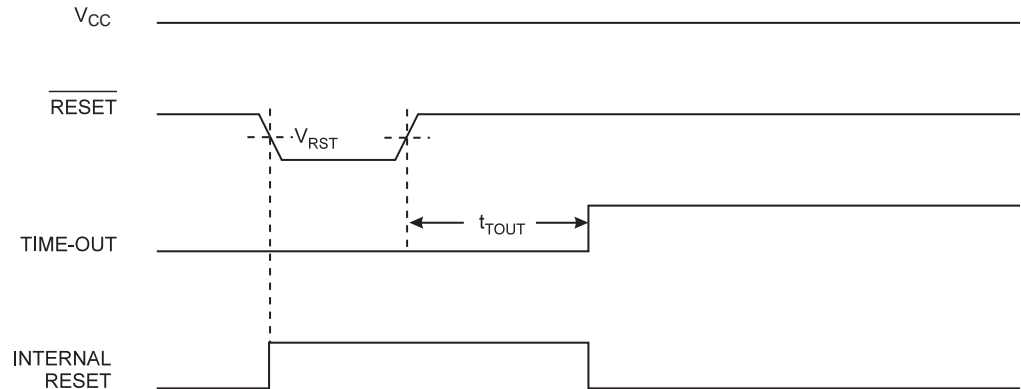 VCC
RESET
VRST
tTOUT
TIME-OUT
INTERNAL
RESET